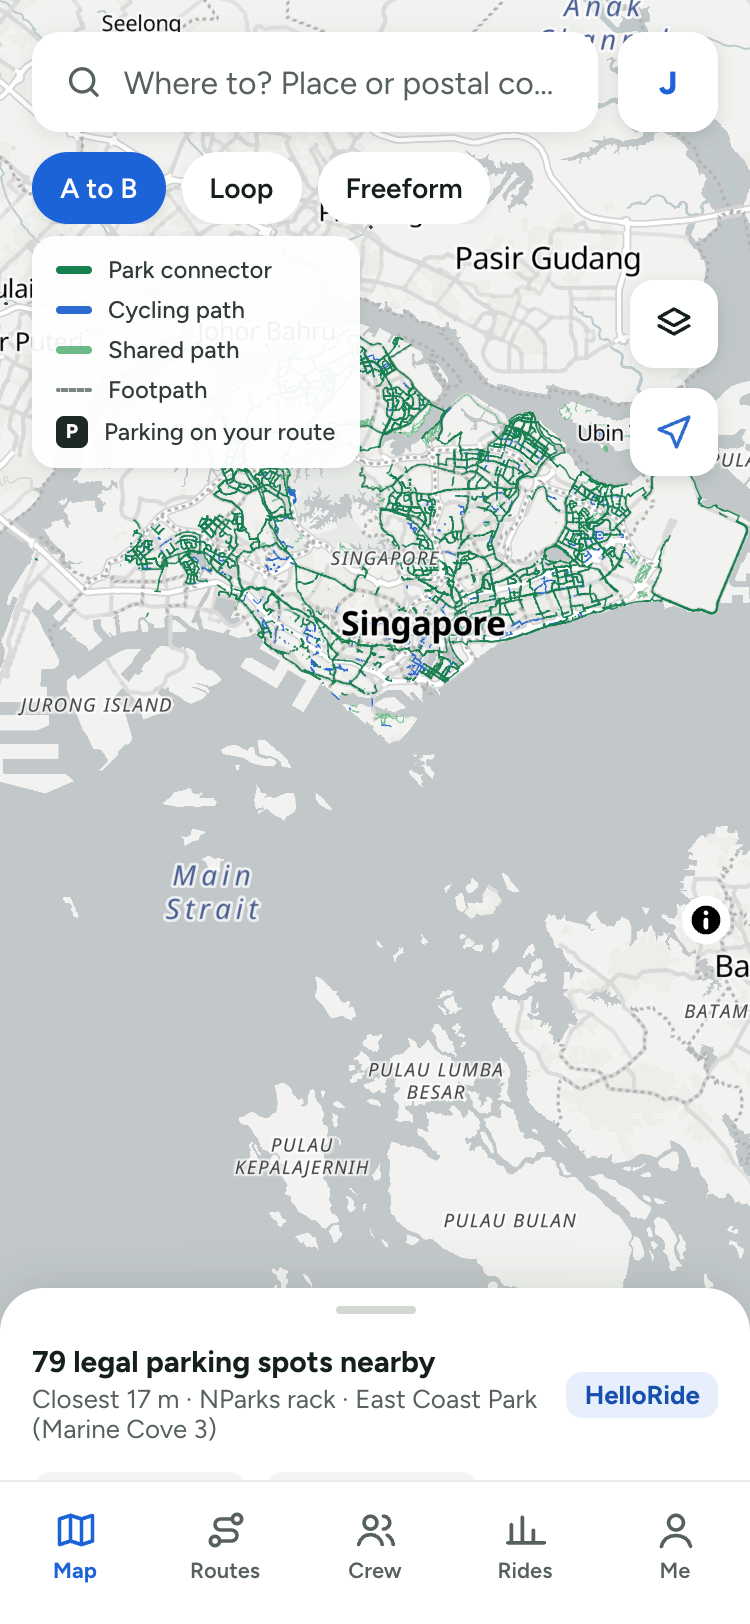 Seelong
Anak
Where to? Place or postal co...
J
A to B
Loop
Freeform
Pasir Gudang
Park connector
Cycling path
Johor Bahru
Shared path
Footpath
P
Parking on your route
Ubin
SINGAPORE
Singapore
JURONG ISLAND
Main
Strait
Ba
BATAM
PULAU LUMBA
BESAR
PULAU
KEPALAJERNIH
PULAU BULAN
79 legal parking spots nearby
Closest 17 m · NParks rack · East Coast Park
(Marine Cove 3)
HelloRide
Map
Routes
Crew
Rides
Me